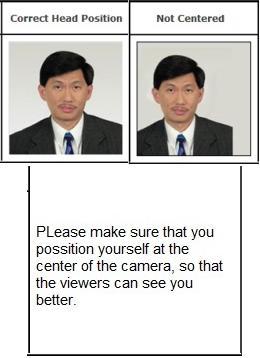 Correct Head Position
Not Centered
PLease make sure that you
possition yourself at the
center of the camera, so that
the viewers can see you
better.